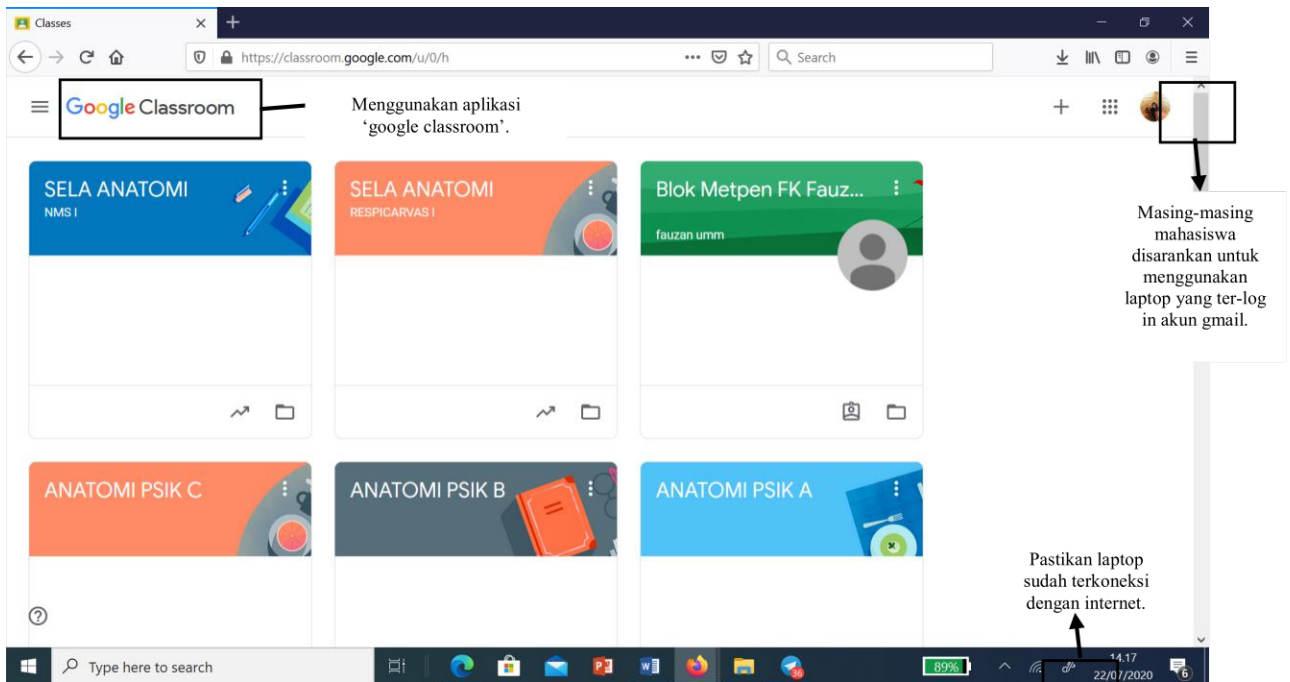 Classes
https://classroom.google.com/u/0/h
Search
Google Classroom
Menggunakan aplikasi
‘google classroom’.
SELA ANATOMI
NMS I
SELA ANATOMI
RESPICARVAS I
Blok Metpen FK Fauz...
fauzan umm
Masing-masing
mahasiswa
disarankan untuk
menggunakan
laptop yang ter-log
in akun gmail.
ANATOMI PSIK C
ANATOMI PSIK B
ANATOMI PSIK A
Pastikan laptop
sudah terkoneksi
dengan internet.
Type here to search
36
89%
14.17
22/07/2020
6